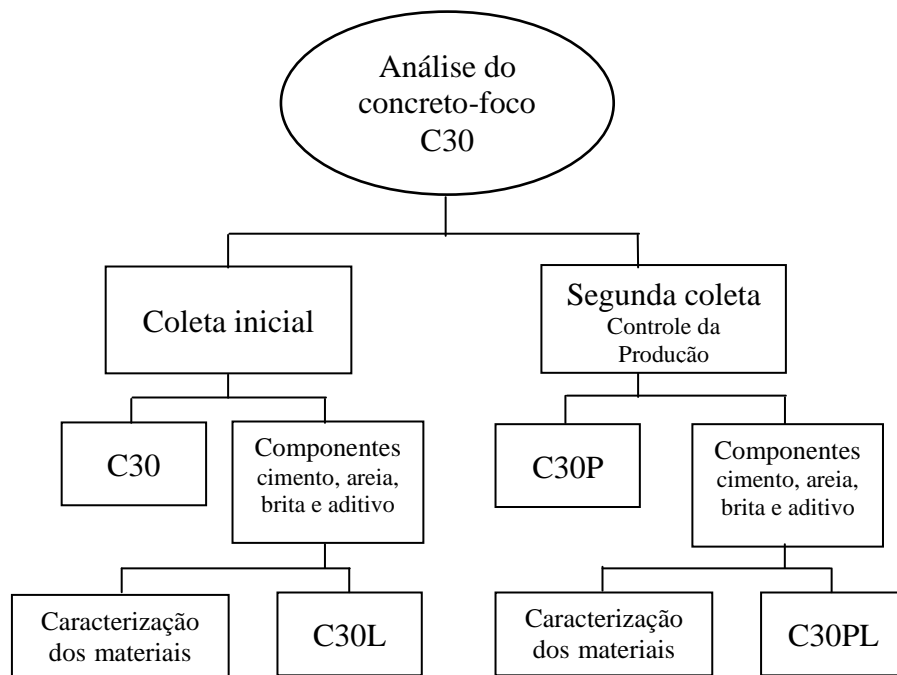 Análise do
concreto-foco
C30
Coleta inicial
Segunda coleta
Controle da
Producão
C30
Componentes
cimento, areia,
brita e aditivo
C30P
Componentes
cimento, areia,
brita e aditivo
Caracterização
dos materiais
C30L
Caracterização
dos materiais
C30PL